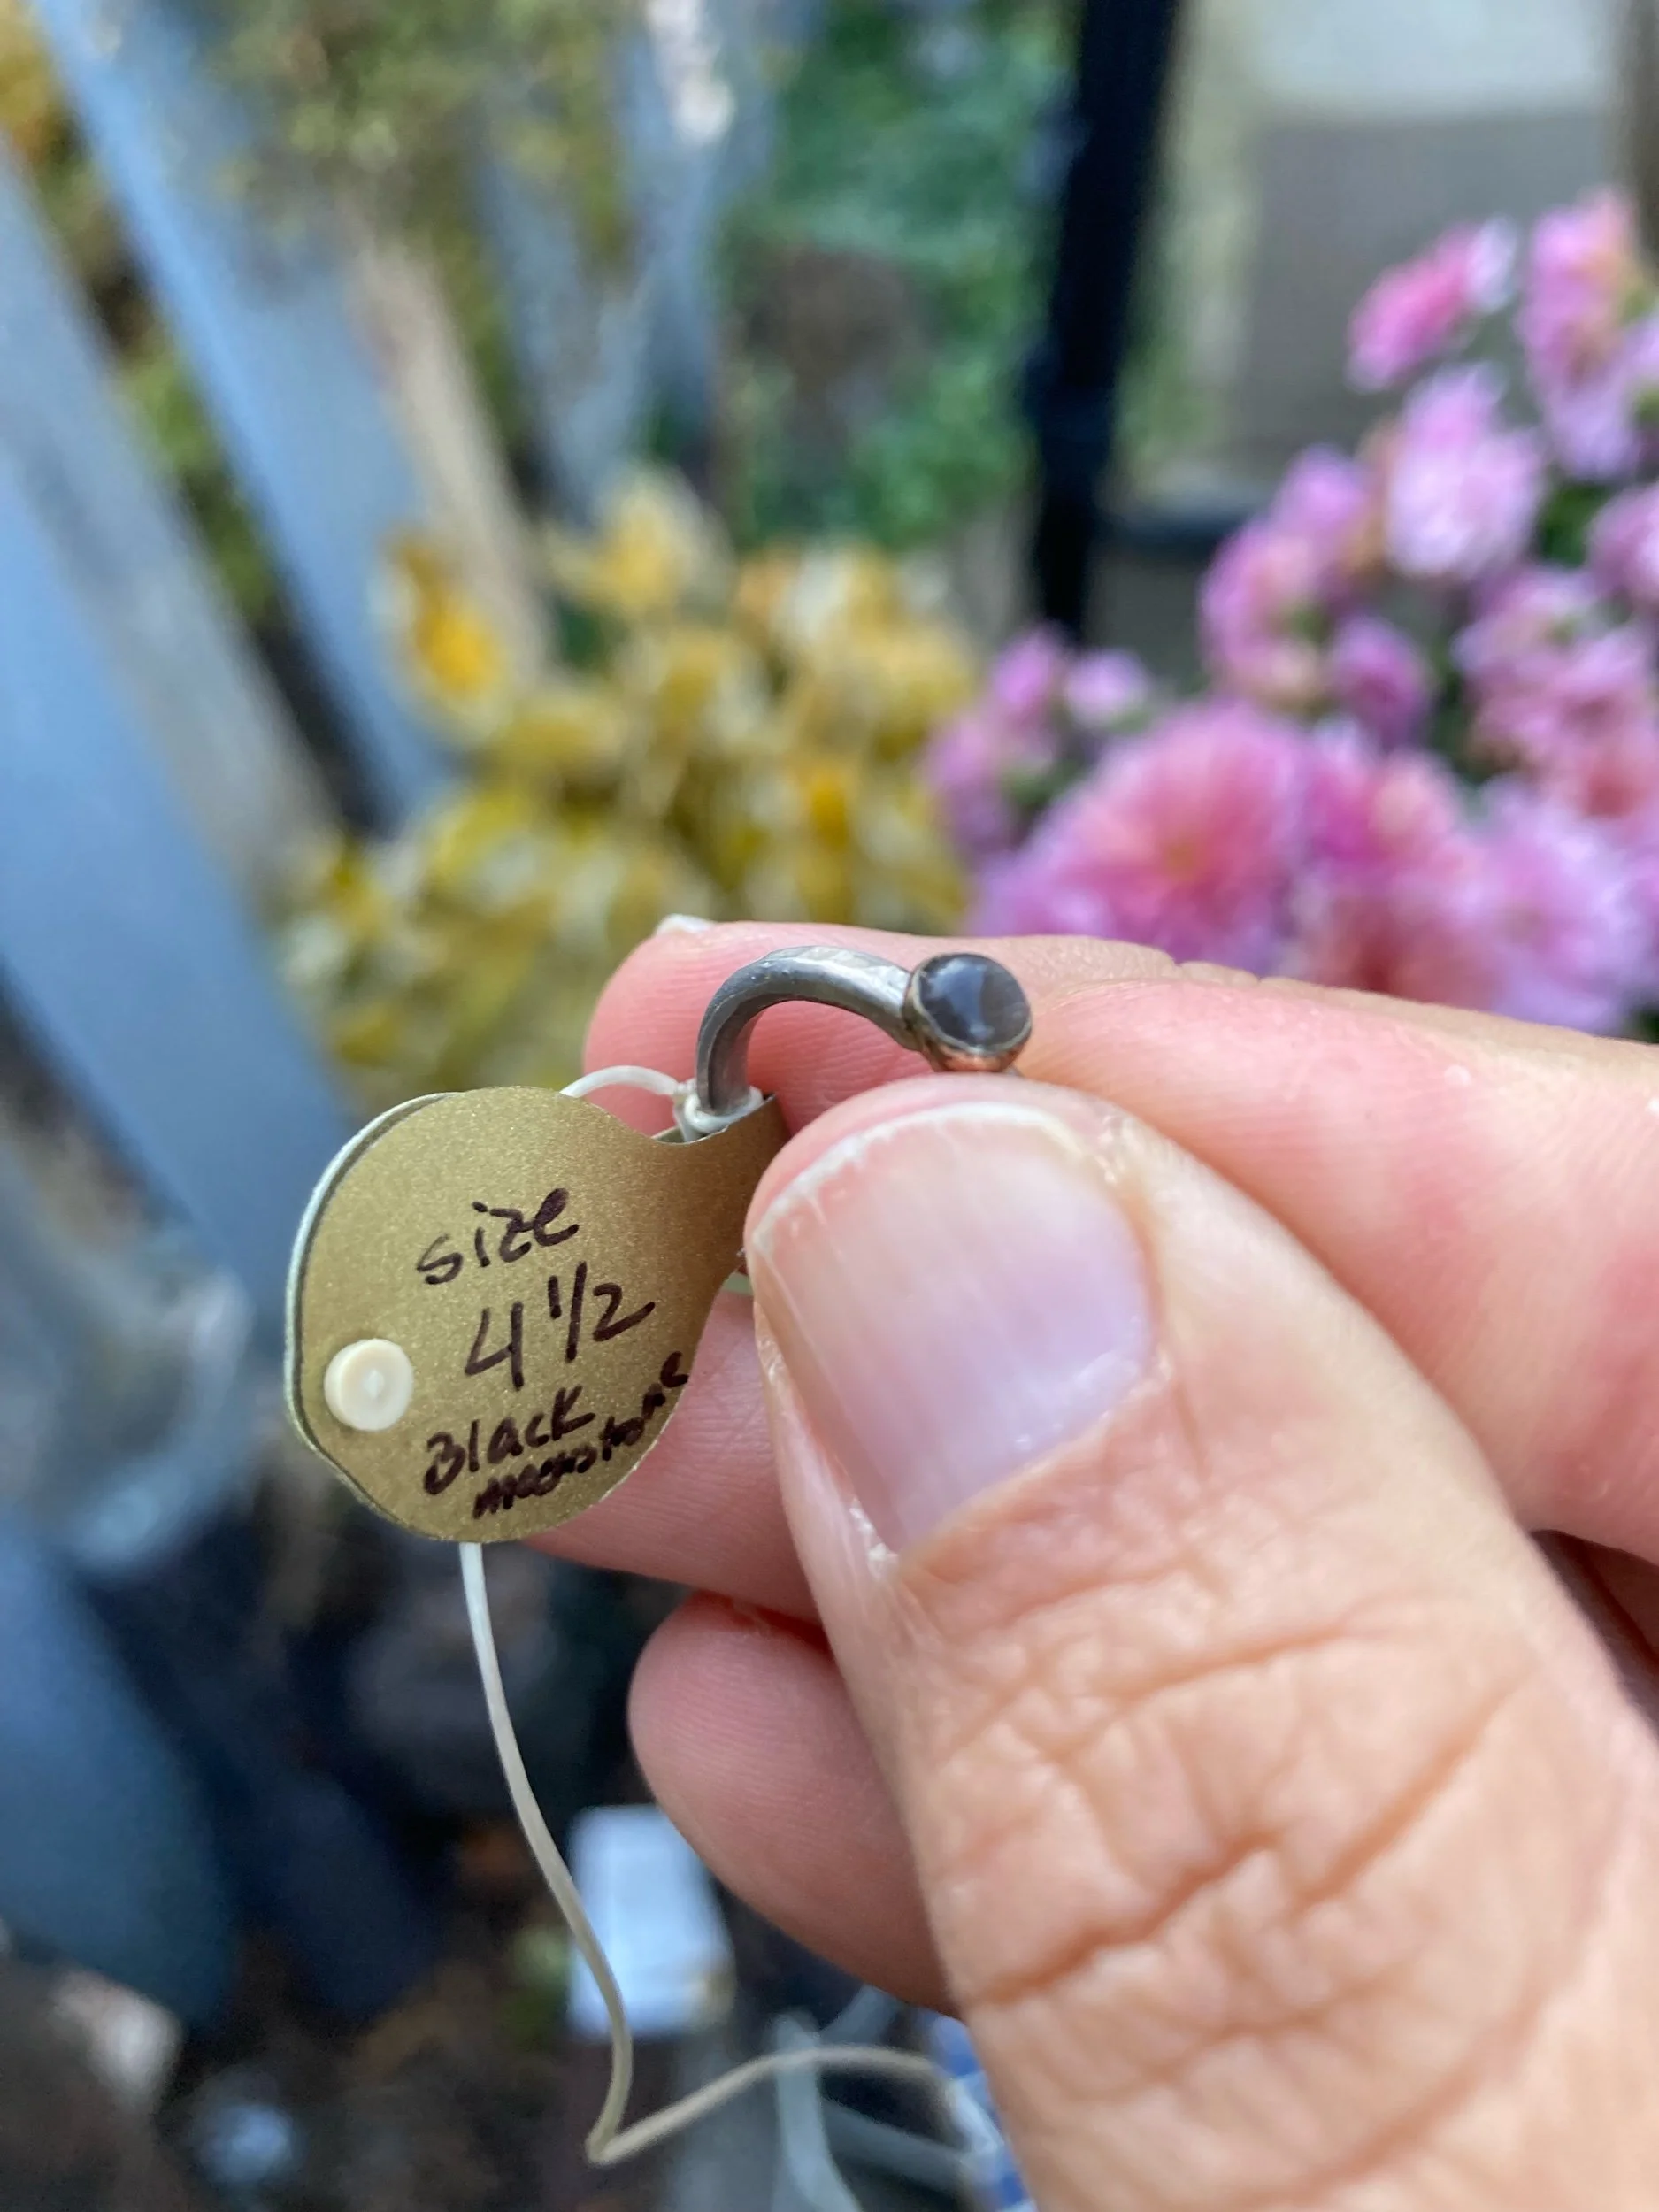 size
4 1/2
Black
moonstone